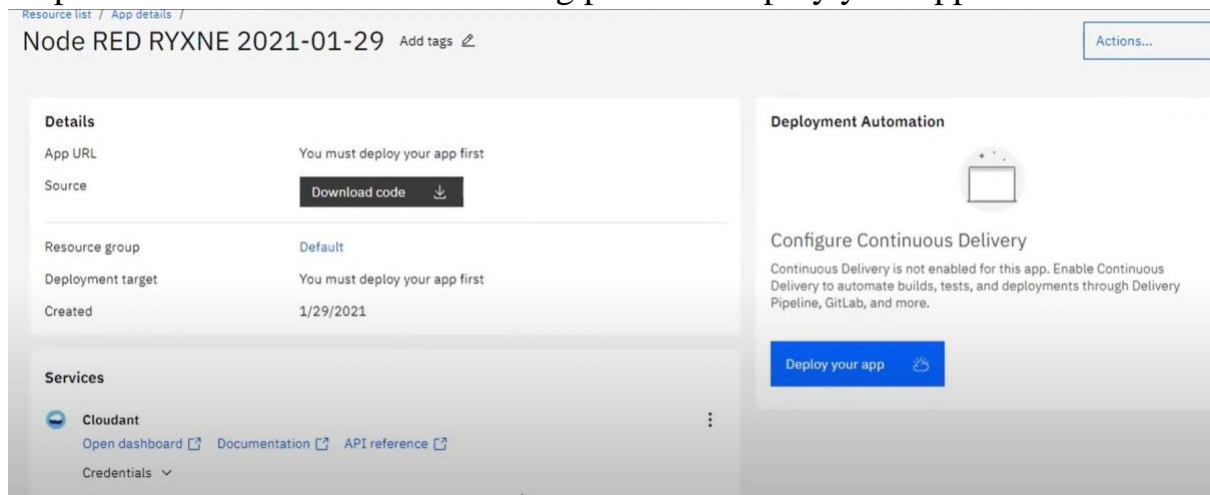 Resource list / App details /
Node RED RYXNE 2021-01-29 Add tags
Actions...
Details
App URL You must deploy your app first
Source Download code
Resource group Default
Deployment target You must deploy your app first
Created 1/29/2021
Services
Cloudant
Open dashboard Documentation API reference
Credentials
Deployment Automation
Configure Continuous Delivery
Continuous Delivery is not enabled for this app. Enable Continuous
Delivery to automate builds, tests, and deployments through Delivery
Pipeline, GitLab, and more.
Deploy your app